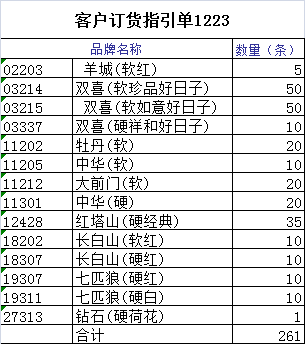 客户订货指引单1223
品牌名称 数量（条）
02203 羊城(软红) 5
03214 双喜(软珍品好日子) 50
03215 双喜(软如意好日子) 50
03337 双喜(硬祥和好日子) 10
11202 牡丹(软) 20
11205 中华(软) 10
11212 大前门(软) 20
11301 中华(硬) 20
12428 红塔山(硬经典) 35
18202 长白山(软红) 10
18307 长白山(硬红) 10
19307 七匹狼(硬红) 10
19311 七匹狼(硬白) 10
27313 钻石(硬荷花) 1
合计 261